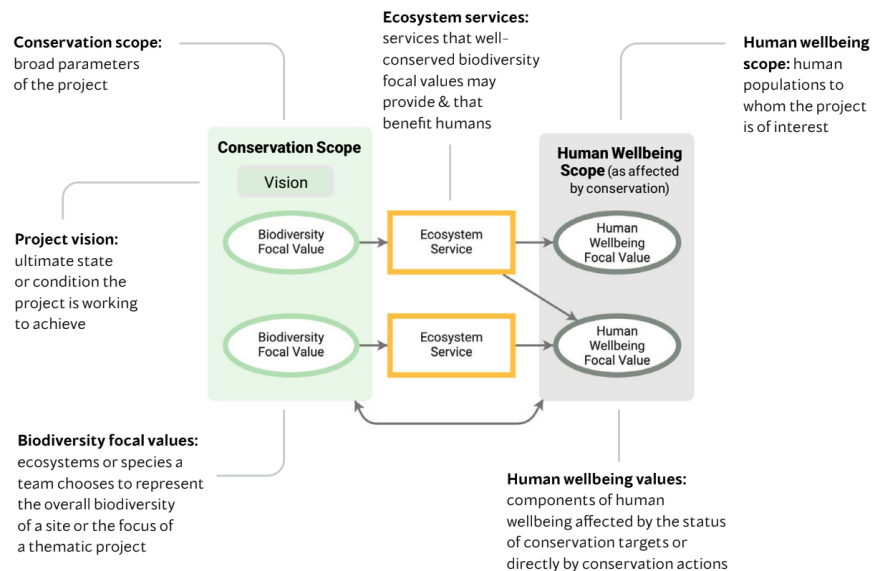 Conservation scope:
broad parameters
of the project
Ecosystem services:
services that well-
conserved biodiversity
focal values may
provide & that
benefit humans
Human wellbeing
scope: human
populations to
whom the project
is of interest
Project vision:
ultimate state
or condition the
project is working
to achieve
Conservation Scope
Vision
Biodiversity
Focal Value
Ecosystem
Service
Human Wellbeing
Scope (as affected
by conservation)
Human
Wellbeing
Focal Value
Biodiversity
Focal Value
Ecosystem
Service
Human
Wellbeing
Focal Value
Biodiversity focal values:
ecosystems or species a
team chooses to represent
the overall biodiversity
of a site or the focus of
a thematic project
Human wellbeing values:
components of human
wellbeing affected by the status
of conservation targets or
directly by conservation actions